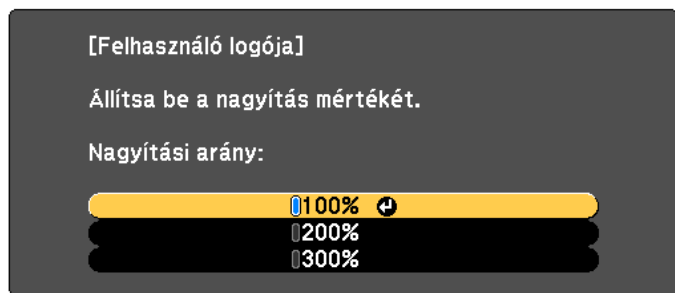 [Felhasználó logója]
Állítsa be a nagyítás mértékét.
Nagyítási arány:
100%
200%
300%